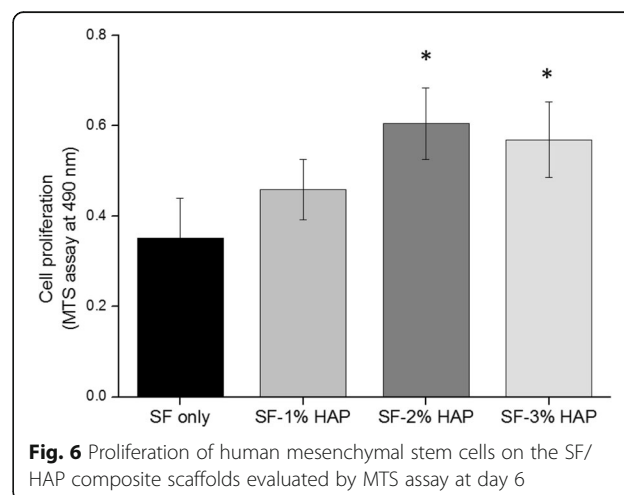 0.8
0.6
0.4
0.2
0.0
Cell proliferation
(MTS assay at 490 nm)
*
*
SF only SF-1% HAP SF-2% HAP SF-3% HAP
Fig. 6 Proliferation of human mesenchymal stem cells on the SF/
HAP composite scaffolds evaluated by MTS assay at day 6